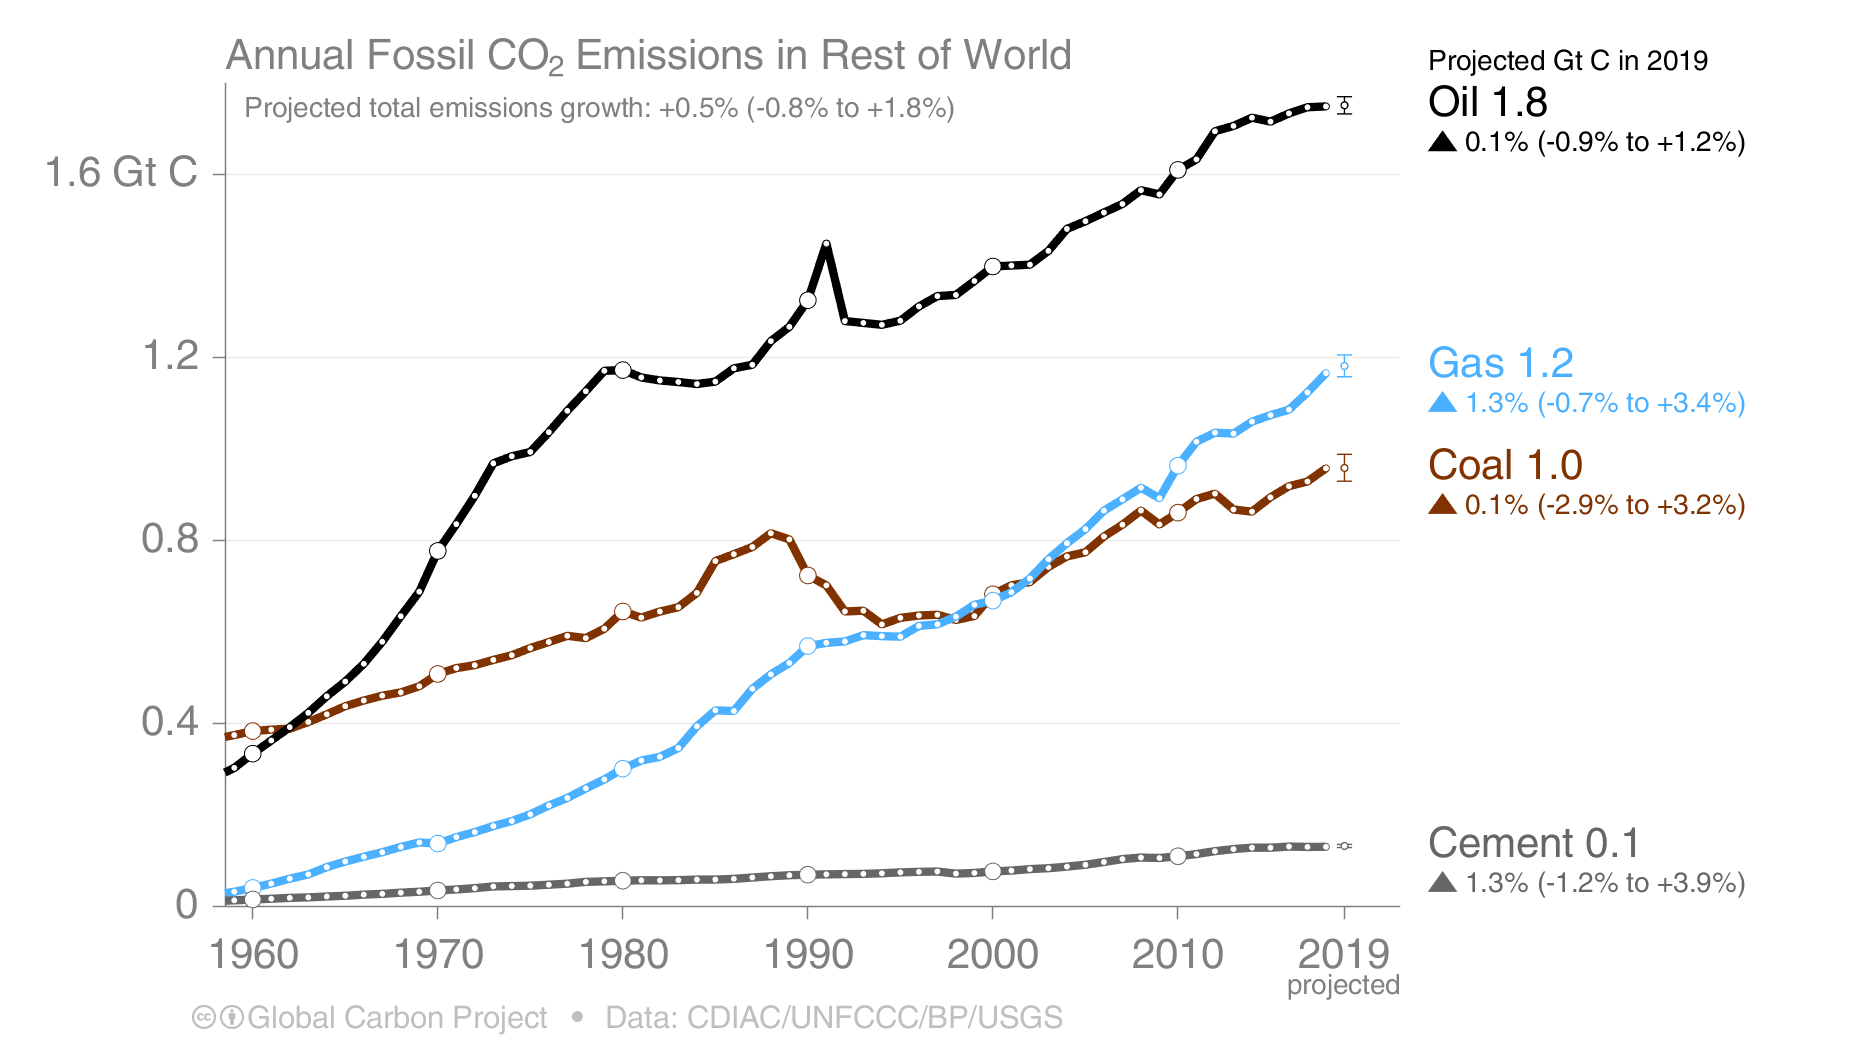 Annual Fossil CO₂ Emissions in Rest of World
Projected total emissions growth: +0.5% (-0.8% to +1.8%)
Projected Gt C in 2019
Oil 1.8
▲ 0.1% (-0.9% to +1.2%)
Gas 1.2
▲ 1.3% (-0.7% to +3.4%)
Coal 1.0
▲ 0.1% (-2.9% to +3.2%)
Cement 0.1
▲ 1.3% (-1.2% to +3.9%)
1.6 Gt C
1.2
0.8
0.4
0
1960 1970 1980 1990 2000 2010 2019
projected
cc Global Carbon Project • Data: CDIAC/UNFCCC/BP/USGS